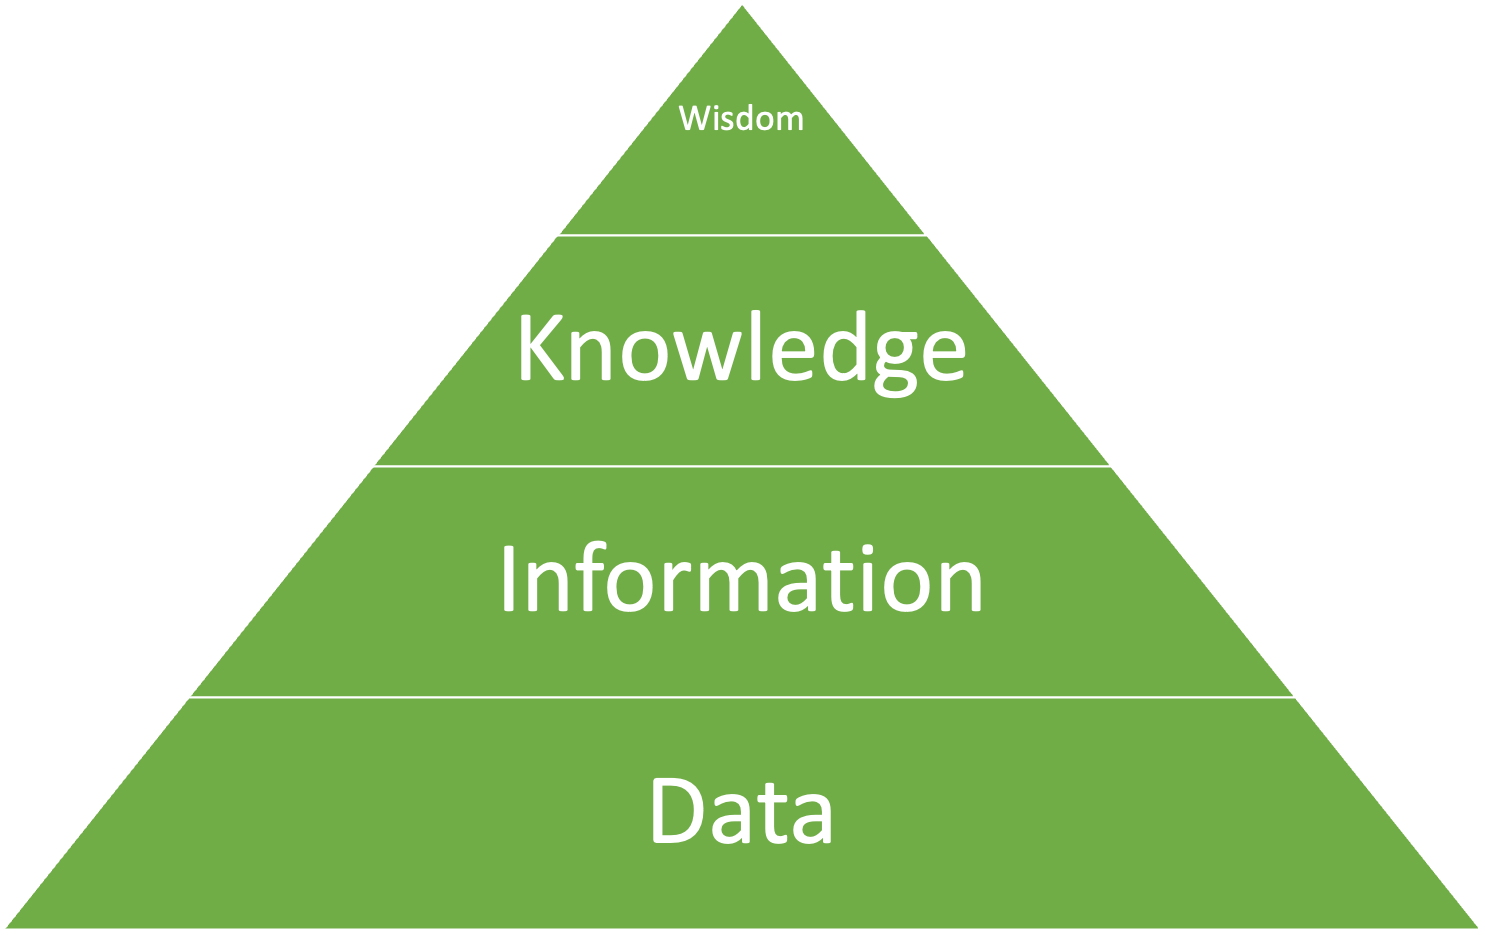 Wisdom
Knowledge
Information
Data